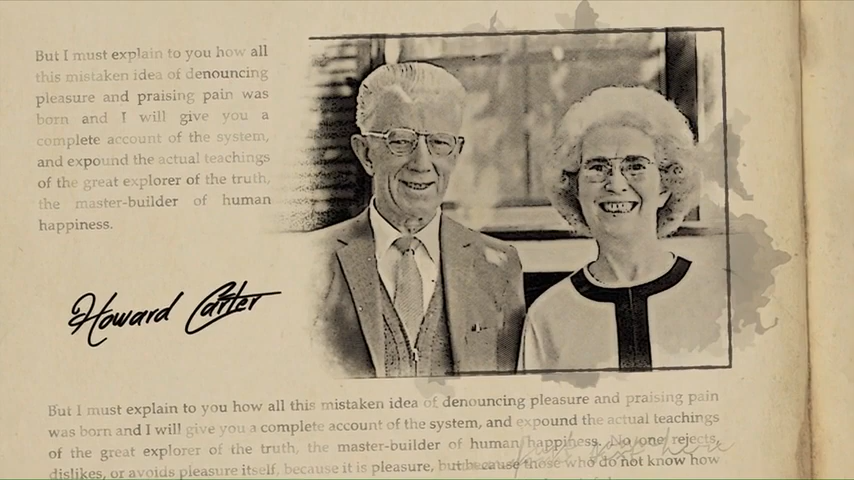 But I must explain to you how all
this mistaken idea of denouncing
pleasure and praising pain was
born and I will give you a
complete account of the system,
and expound the actual teachings
of the great explorer of the truth,
the master-builder of human
happiness.
Howard Carter
But I must explain to you how all this mistaken idea of denouncing pleasure and praising pain
was born and I will give you a complete account of the system, and expound the actual teachings
of the great explorer of the truth, the master-builder of human happiness. No one rejects,
dislikes, or avoids pleasure itself, because it is pleasure, but because those who do not know how